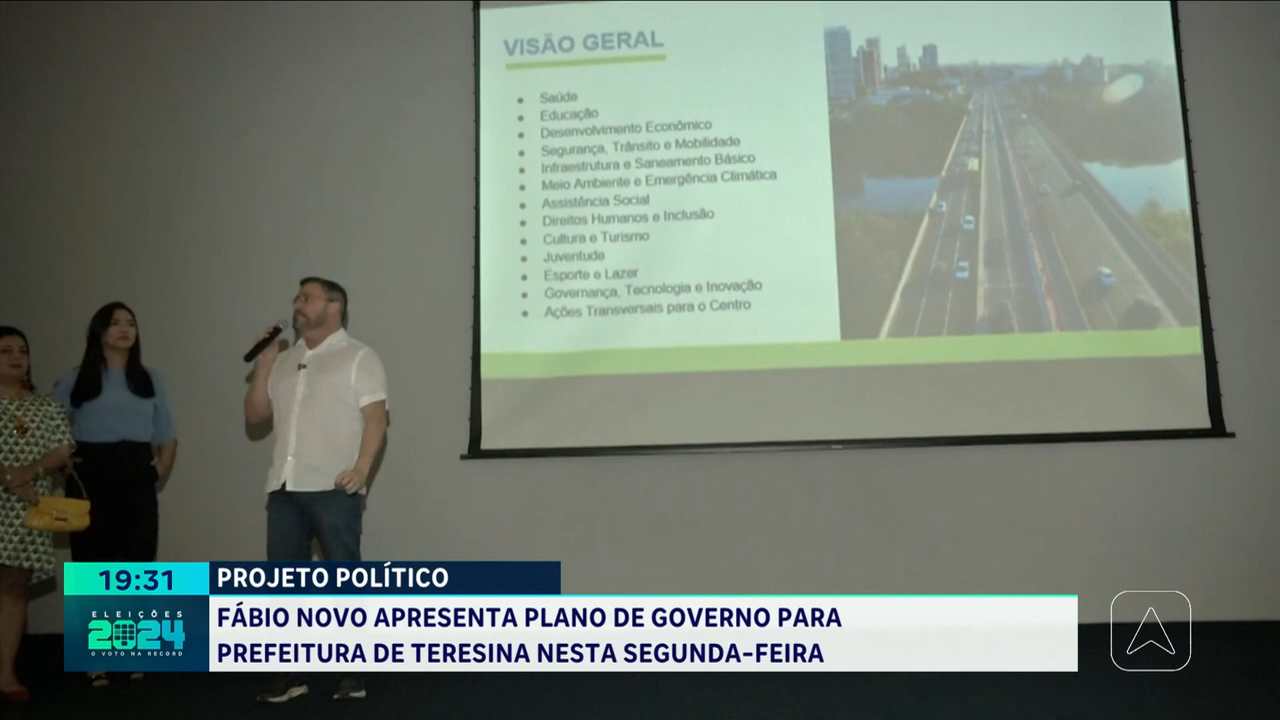 VISÃO GERAL
● Saúde
● Educação
● Desenvolvimento Econômico
● Segurança, Trânsito e Mobilidade
● Infraestrutura e Saneamento Básico
● Meio Ambiente e Emergência Climática
● Assistência Social
● Direitos Humanos e Inclusão
● Cultura e Turismo
● Juventude
● Esporte e Lazer
● Governança, Tecnologia e Inovação
● Ações Transversais para o Centro
19:31
PROJETO POLÍTICO
ELEIÇÕES
2024
O VOTO NA RECORD
FÁBIO NOVO APRESENTA PLANO DE GOVERNO PARA
PREFEITURA DE TERESINA NESTA SEGUNDA-FEIRA